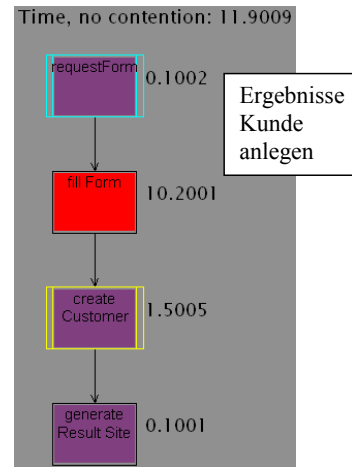 Time, no contention: 11.9009
requestForm
0.1002
Ergebnisse
Kunde
anlegen
fill Form
10.2001
create
Customer
1.5005
generate
Result Site
0.1001